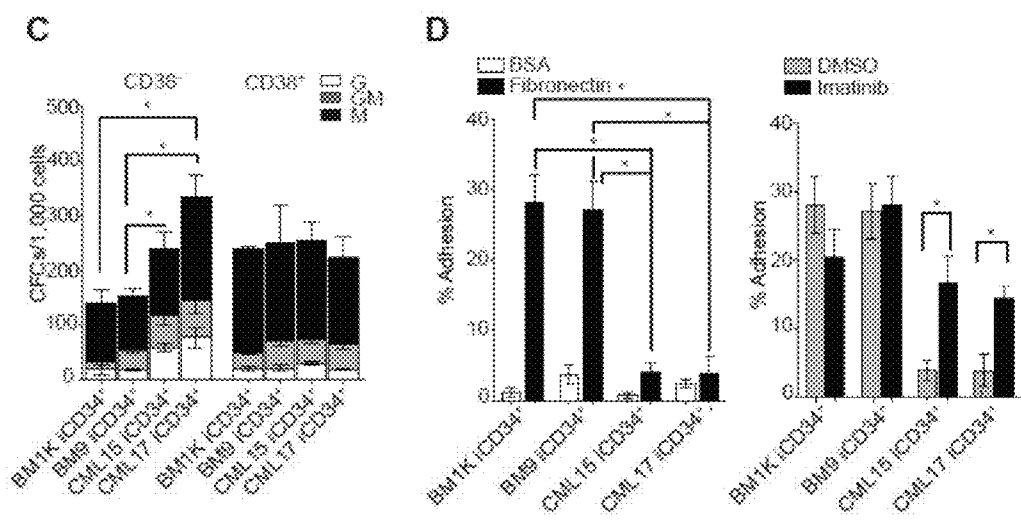 C
CD38⁻ CD38⁺
G
GM
M
CFCs/1,000 cells
500
400
300
200
100
0
* * *
BM1K iCD34⁺
BM9 iCD34⁺
CML15 iCD34⁺
CML17 iCD34⁺
BM1K iCD34⁺
BM9 iCD34⁺
CML15 iCD34⁺
CML17 iCD34⁺
D
BSA
Fibronectin
% Adhesion
40
30
20
10
0
* * * *
BM1K iCD34⁺
BM9 iCD34⁺
CML15 iCD34⁺
CML17 iCD34⁺
DMSO
Imatinib
% Adhesion
40
30
20
10
0
* *
BM1K iCD34⁺
BM9 iCD34⁺
CML15 iCD34⁺
CML17 iCD34⁺